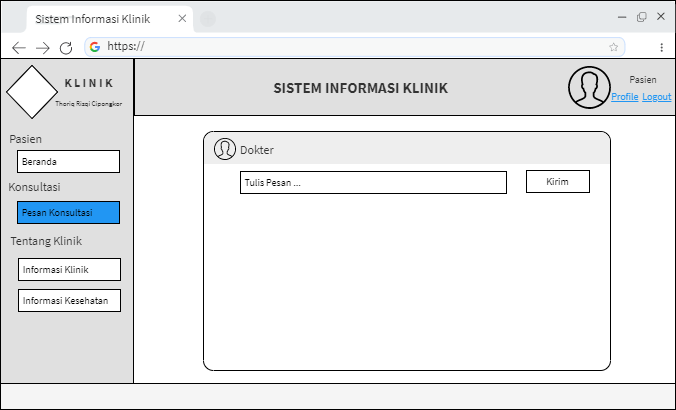 Sistem Informasi Klinik
https://
KLINIK
Thoriq Rizqi Cipongkor
SISTEM INFORMASI KLINIK
Pasien
Profile Logout
Pasien
Beranda
Konsultasi
Pesan Konsultasi
Tentang Klinik
Informasi Klinik
Informasi Kesehatan
Dokter
Tulis Pesan ...
Kirim